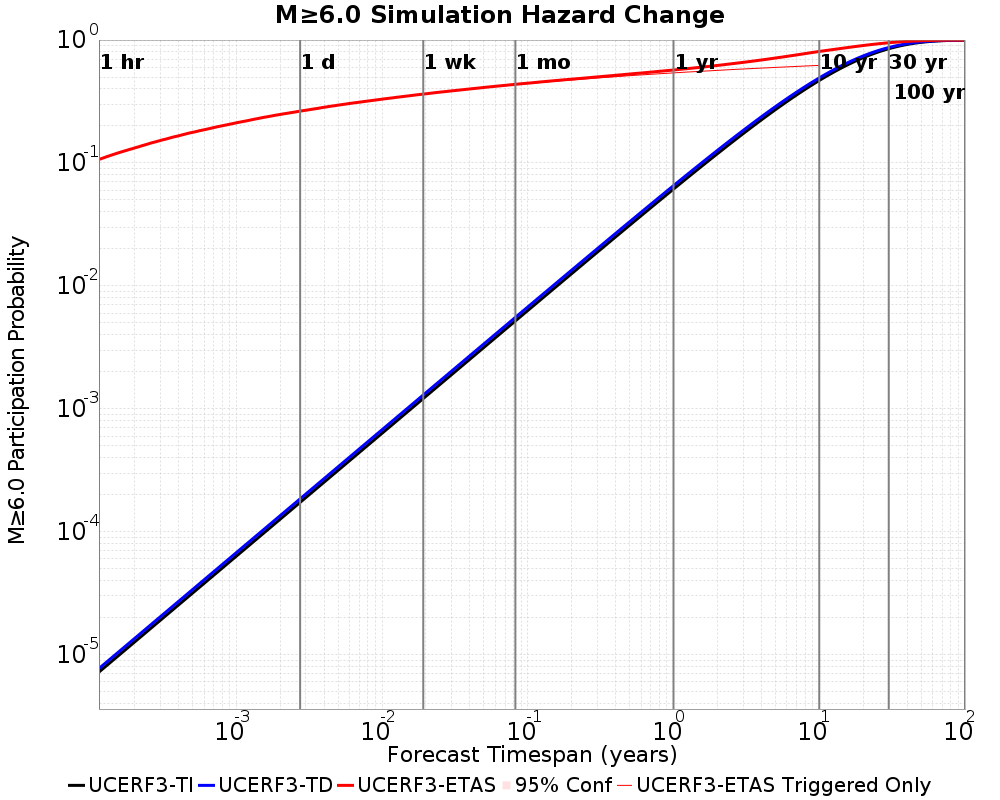 M≥6.0 Simulation Hazard Change
M≥6.0 Participation Probability
10^0
10^-1
10^-2
10^-3
10^-4
10^-5
1 hr
1 d
1 wk
1 mo
1 yr
10 yr
30 yr
100 yr
10^-3
10^-2
10^-1
10^0
10^1
10^2
Forecast Timespan (years)
UCERF3-TI UCERF3-TD UCERF3-ETAS 95% Conf UCERF3-ETAS Triggered Only